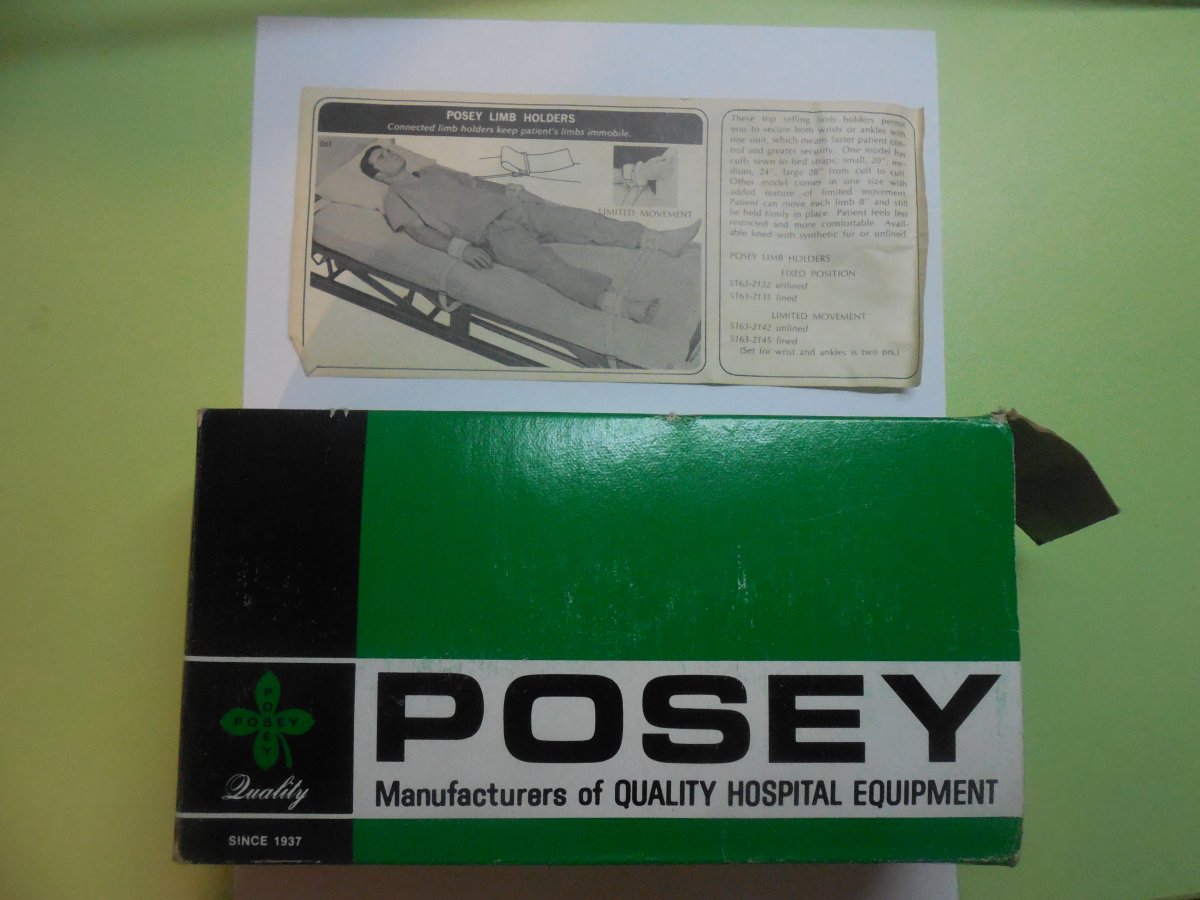 POSEY LIMB HOLDERS
Connected limb holders keep patient's limbs immobile.
061
LIMITED MOVEMENT
These top selling limb holders permit
you to secure both wrists or ankles with
one unit, which means faster patient con-
trol and greater security. One model has
cuffs sewn to bed straps; small, 20"; me-
dium, 24"; large 28" from cuff to cuff.
Other model comes in one size with
added feature of limited movement.
Patient can move each limb 8" and still
be held firmly in place. Patient feels less
restricted and more comfortable. Avail-
able lined with synthetic fur or unlined.
POSEY LIMB HOLDERS
FIXED POSITION
5163-2132 unlined
5163-2135 lined
LIMITED MOVEMENT
5163-2142 unlined
5163-2145 lined
(Set for wrist and ankles is two prs.)
POSEY
POSEY
Quality
SINCE 1937
POSEY
Manufacturers of QUALITY HOSPITAL EQUIPMENT